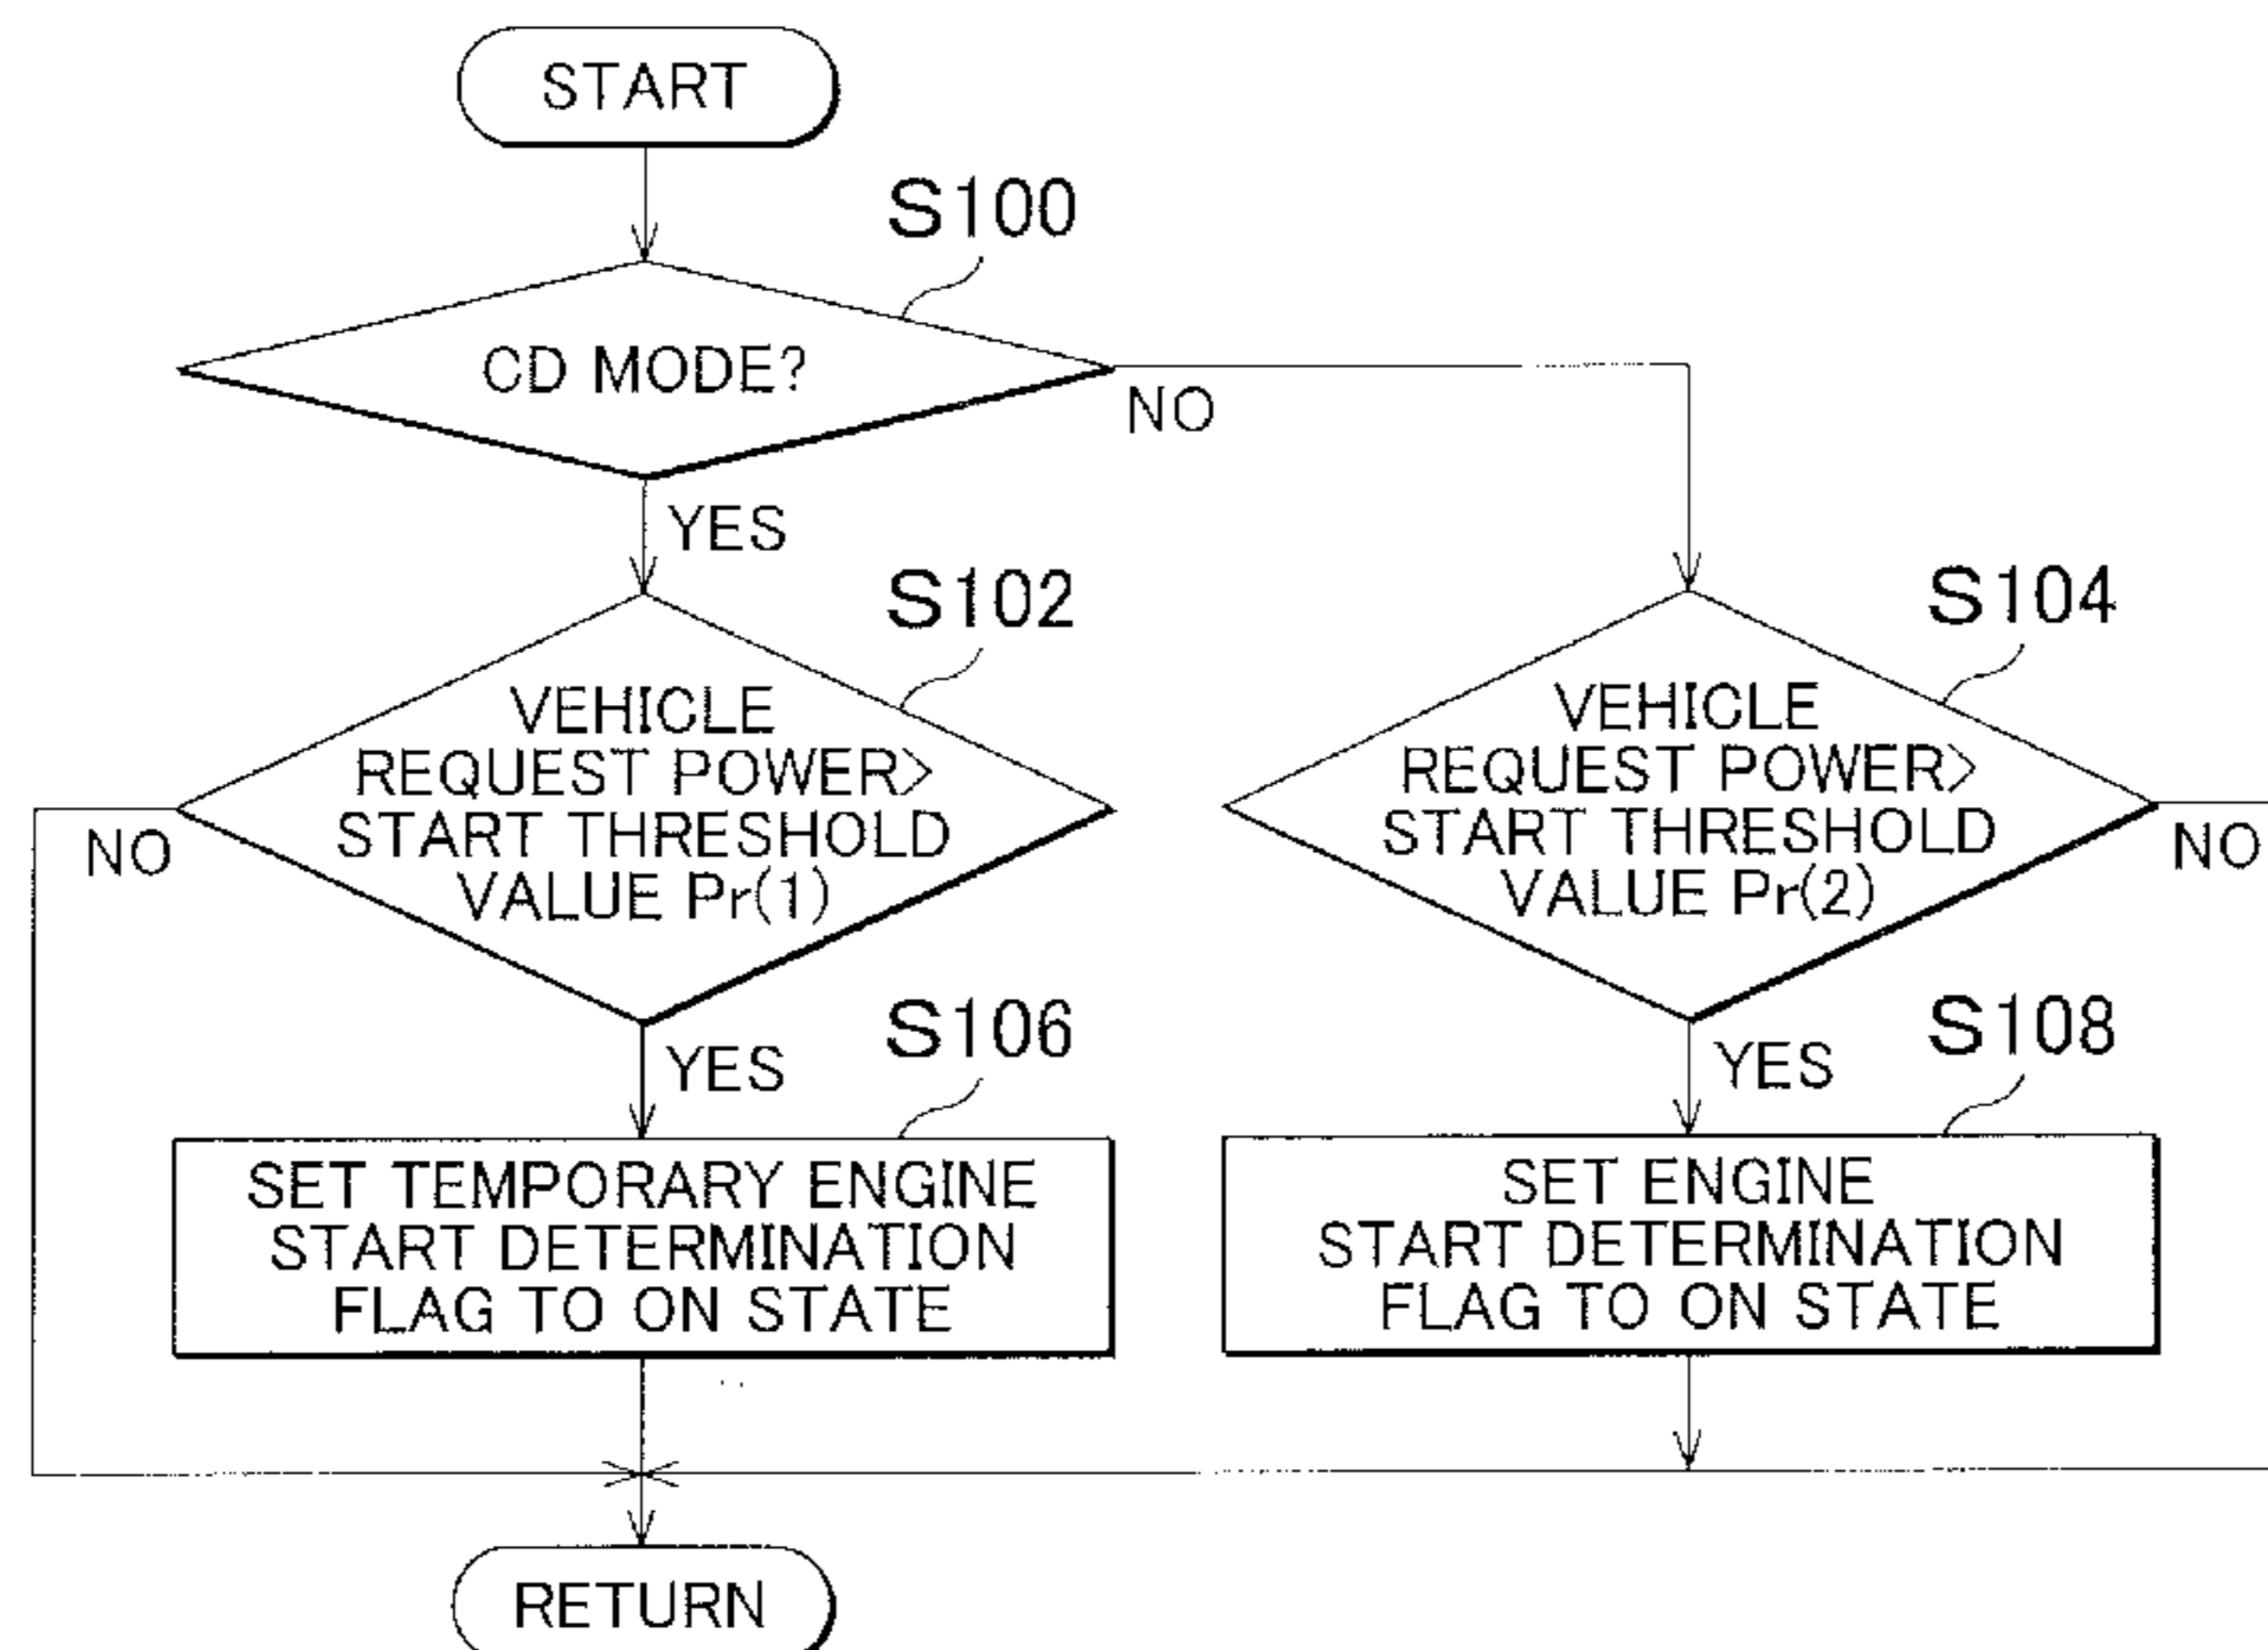 START
S100
CD MODE?
NO
YES
S102
VEHICLE
REQUEST POWER>
START THRESHOLD
VALUE Pr(1)
NO
YES
S104
VEHICLE
REQUEST POWER>
START THRESHOLD
VALUE Pr(2)
NO
YES
S106
SET TEMPORARY ENGINE
START DETERMINATION
FLAG TO ON STATE
S108
SET ENGINE
START DETERMINATION
FLAG TO ON STATE
RETURN